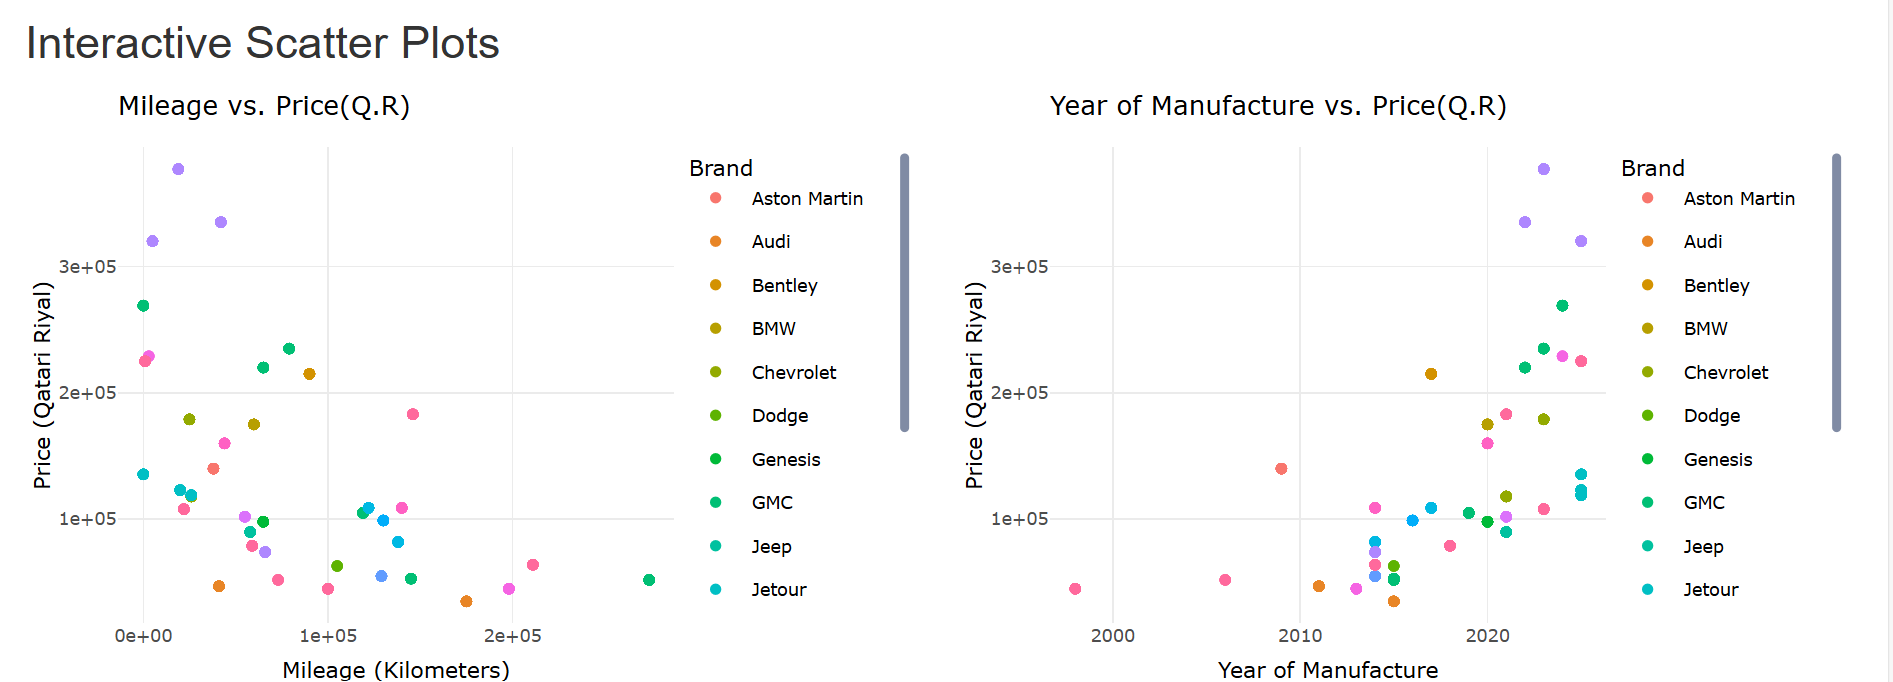 Interactive Scatter Plots
Mileage vs. Price(Q.R)
Price (Qatari Riyal)
3e+05
2e+05
1e+05
0e+00
1e+05
2e+05
Mileage (Kilometers)
Brand
Aston Martin
Audi
Bentley
BMW
Chevrolet
Dodge
Genesis
GMC
Jeep
Jetour
Year of Manufacture vs. Price(Q.R)
Price (Qatari Riyal)
3e+05
2e+05
1e+05
2000
2010
2020
Year of Manufacture
Brand
Aston Martin
Audi
Bentley
BMW
Chevrolet
Dodge
Genesis
GMC
Jeep
Jetour